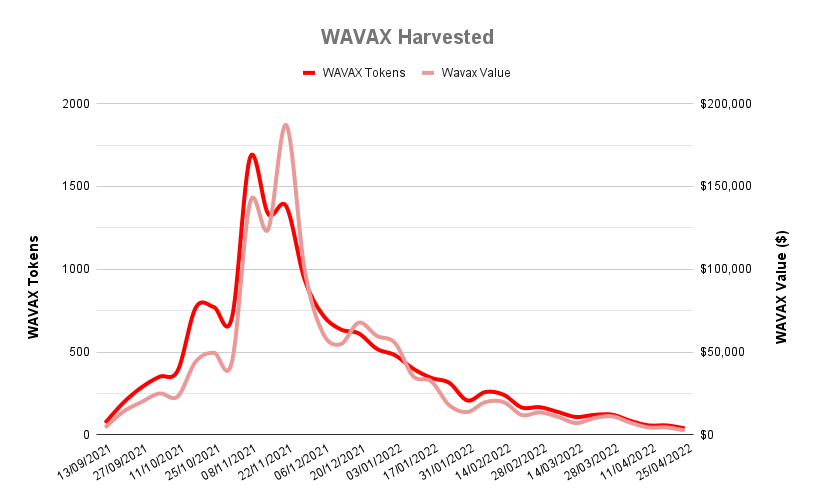 WAVAX Harvested
WAVAX Tokens Wavax Value
2000 $200,000
1500 $150,000
1000 $100,000
500 $50,000
0 $0
WAVAX Tokens
WAVAX Value ($)
13/09/2021 27/09/2021 11/10/2021 25/10/2021 08/11/2021 22/11/2021 06/12/2021 20/12/2021 03/01/2022 17/01/2022 31/01/2022 14/02/2022 28/02/2022 14/03/2022 28/03/2022 11/04/2022 25/04/2022